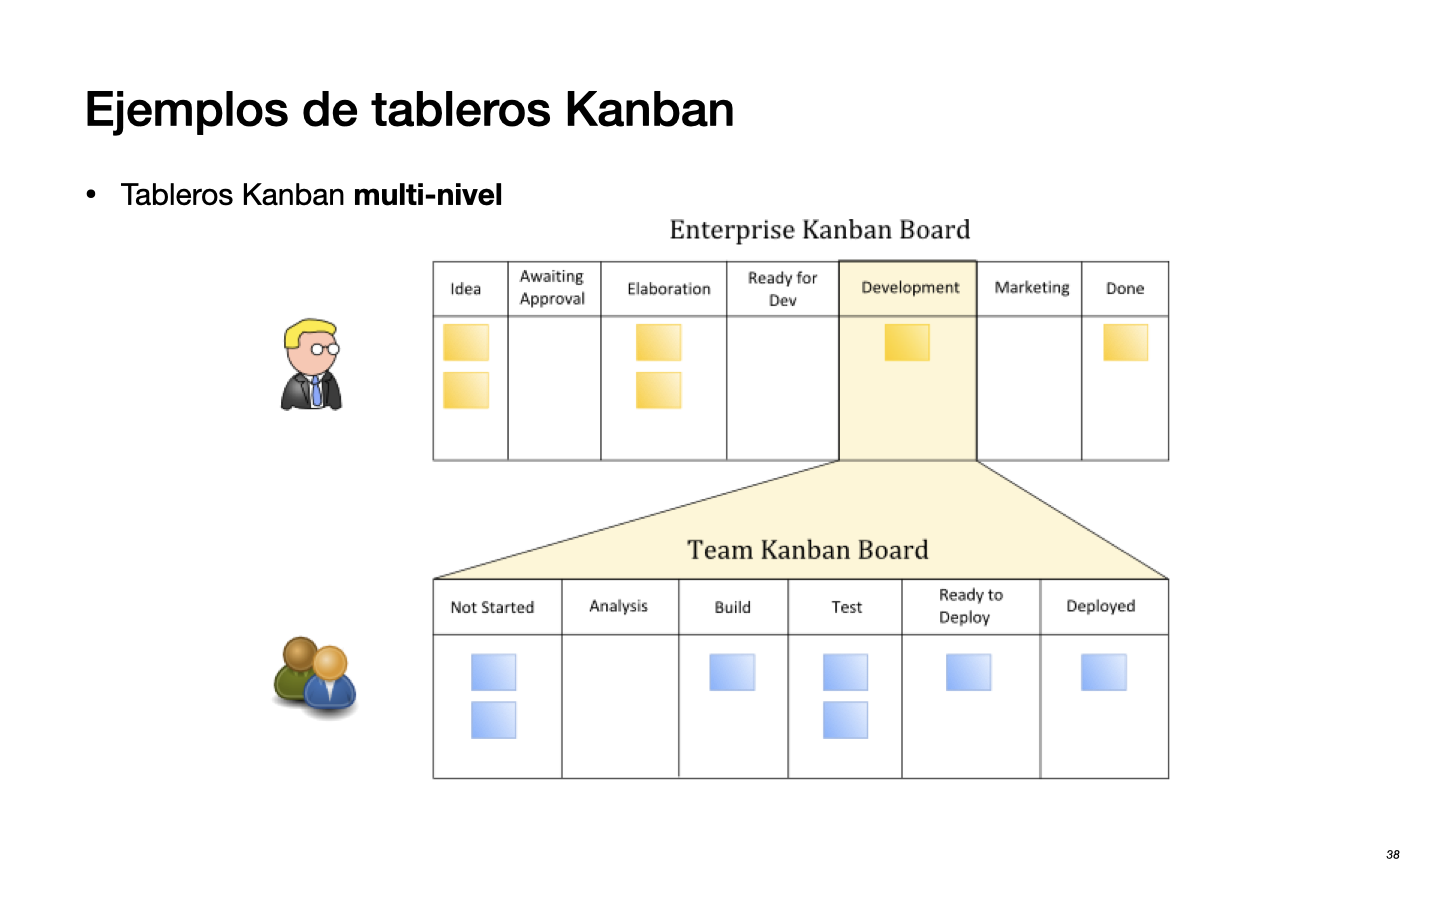 Ejemplos de tableros Kanban
• Tableros Kanban multi-nivel
Enterprise Kanban Board
Idea
Awaiting
Approval
Elaboration
Ready for
Dev
Development
Marketing
Done
Team Kanban Board
Not Started
Analysis
Build
Test
Ready to
Deploy
Deployed
38